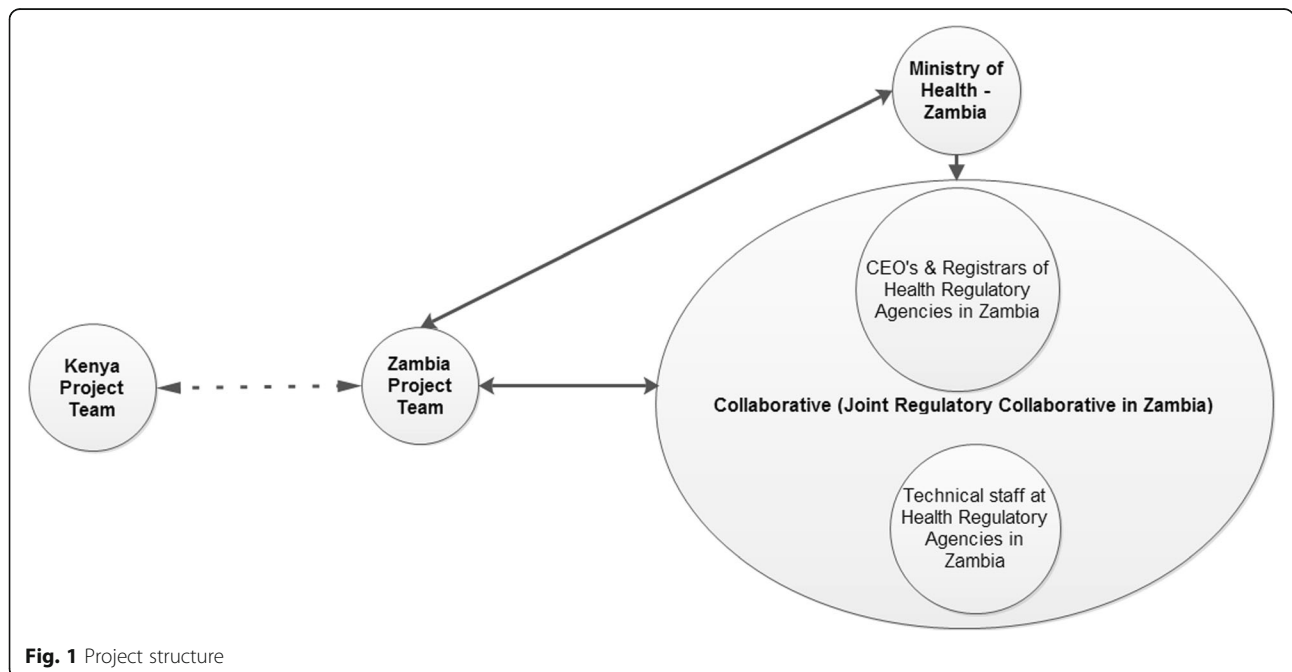 Ministry of
Health -
Zambia
CEO's & Registrars of
Health Regulatory
Agencies in Zambia
Kenya
Project
Team
Zambia
Project
Team
Collaborative (Joint Regulatory Collaborative in Zambia)
Technical staff at
Health Regulatory
Agencies in
Zambia
Fig. 1 Project structure